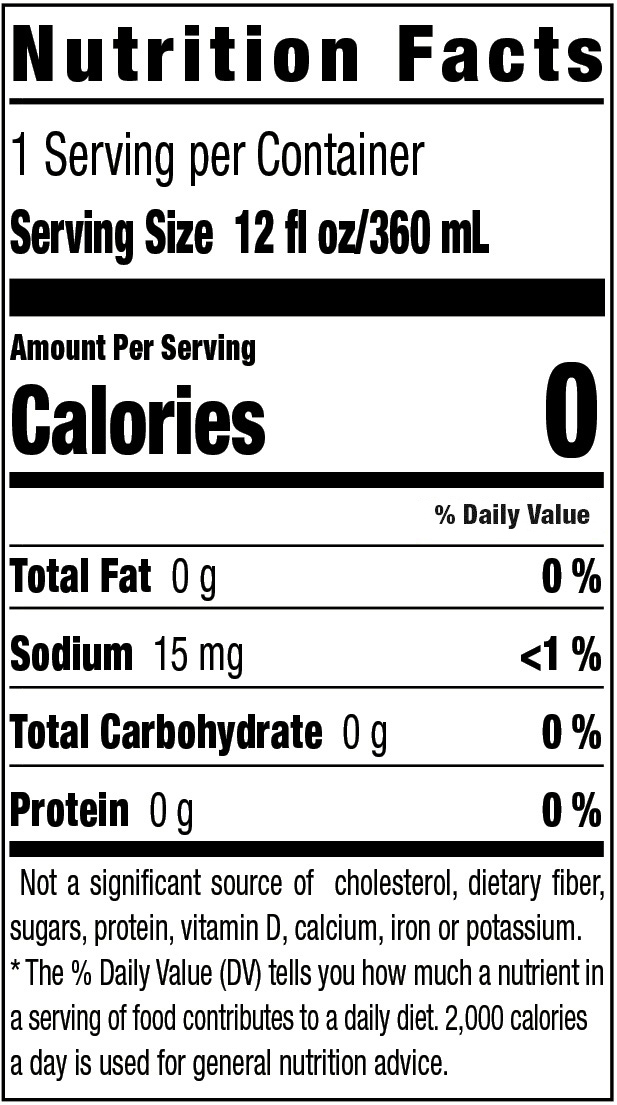 Nutrition Facts
1 Serving per Container
Serving Size 12 fl oz/360 mL
Amount Per Serving
Calories 0
% Daily Value
Total Fat 0 g 0 %
Sodium 15 mg <1 %
Total Carbohydrate 0 g 0 %
Protein 0 g 0 %
Not a significant source of cholesterol, dietary fiber,
sugars, protein, vitamin D, calcium, iron or potassium.
* The % Daily Value (DV) tells you how much a nutrient in
a serving of food contributes to a daily diet. 2,000 calories
a day is used for general nutrition advice.